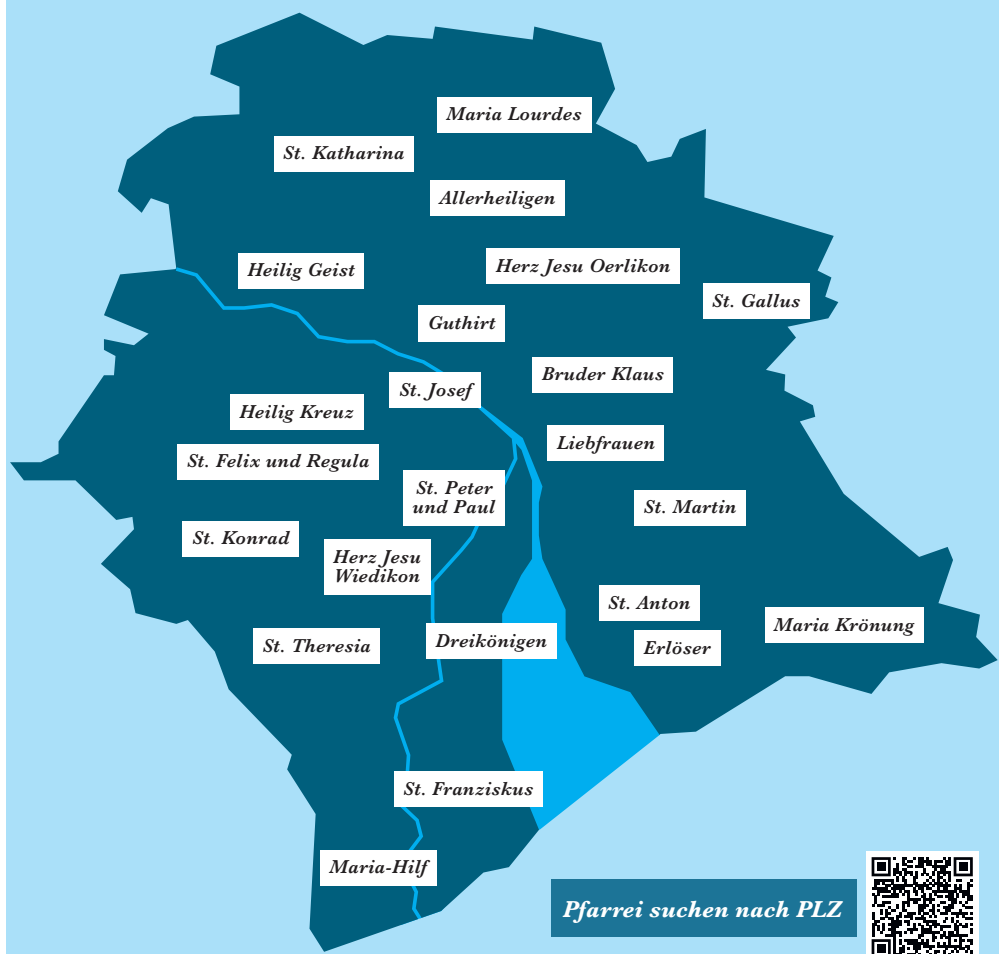 Maria Lourdes
St. Katharina
Allerheiligen
Herz Jesu Oerlikon
Heilig Geist
St. Gallus
Guthirt
Bruder Klaus
St. Josef
Heilig Kreuz
Liebfrauen
St. Felix und Regula
St. Peter
und Paul
St. Martin
St. Konrad
Herz Jesu
Wiedikon
St. Anton
Maria Krönung
Dreikönigen
St. Theresia
Erlöser
St. Franziskus
Maria-Hilf
Pfarrei suchen nach PLZ